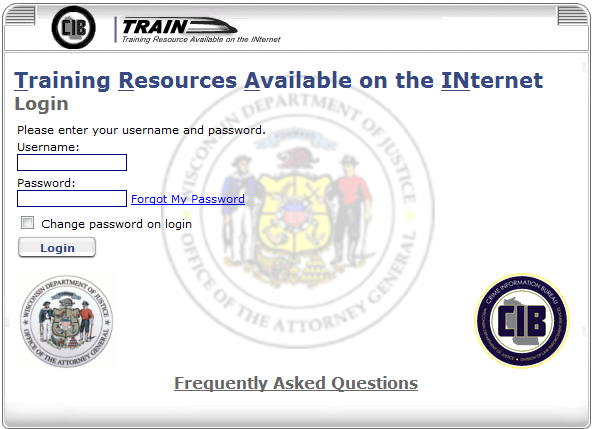 CIB
TRAIN
Training Resource Available on the INternet
Training Resources Available on the INternet
Login
Please enter your username and password.
Username:
Password:
Forgot My Password
Change password on login
Login
WISCONSIN DEPARTMENT OF JUSTICE
OFFICE OF THE ATTORNEY GENERAL
WISCONSIN DEPARTMENT OF JUSTICE
OFFICE OF THE ATTORNEY GENERAL
CRIME INFORMATION BUREAU
CIB
Frequently Asked Questions